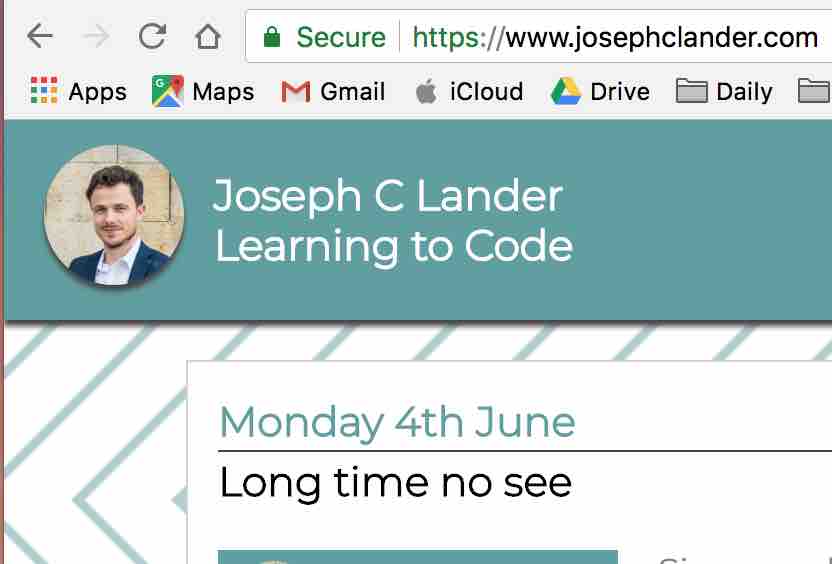 Secure https://www.josephclander.com
Apps Maps Gmail iCloud Drive Daily
Joseph C Lander
Learning to Code
Monday 4th June
Long time no see